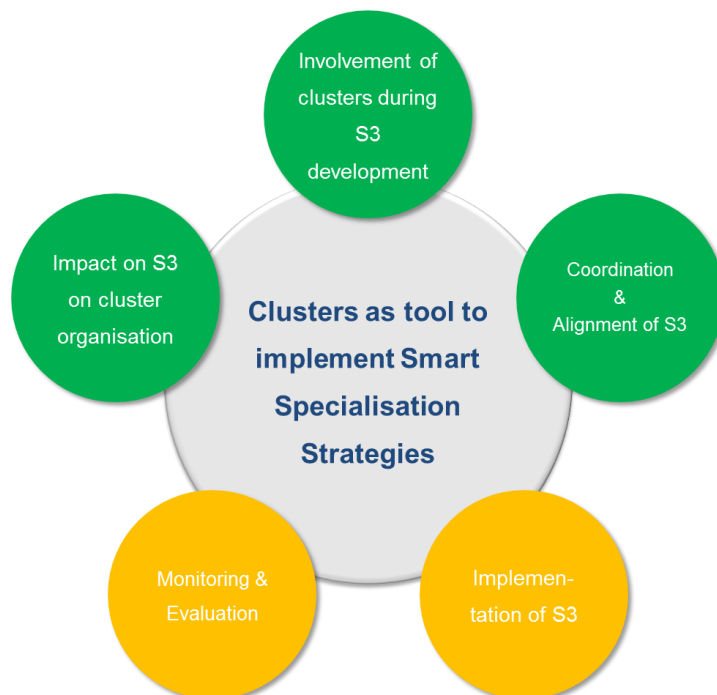 Involvement of
clusters during
S3
development
Impact on S3
on cluster
organisation
Clusters as tool to
implement Smart
Specialisation
Strategies
Coordination
&
Alignment of S3
Monitoring &
Evaluation
Implemen-
tation of S3